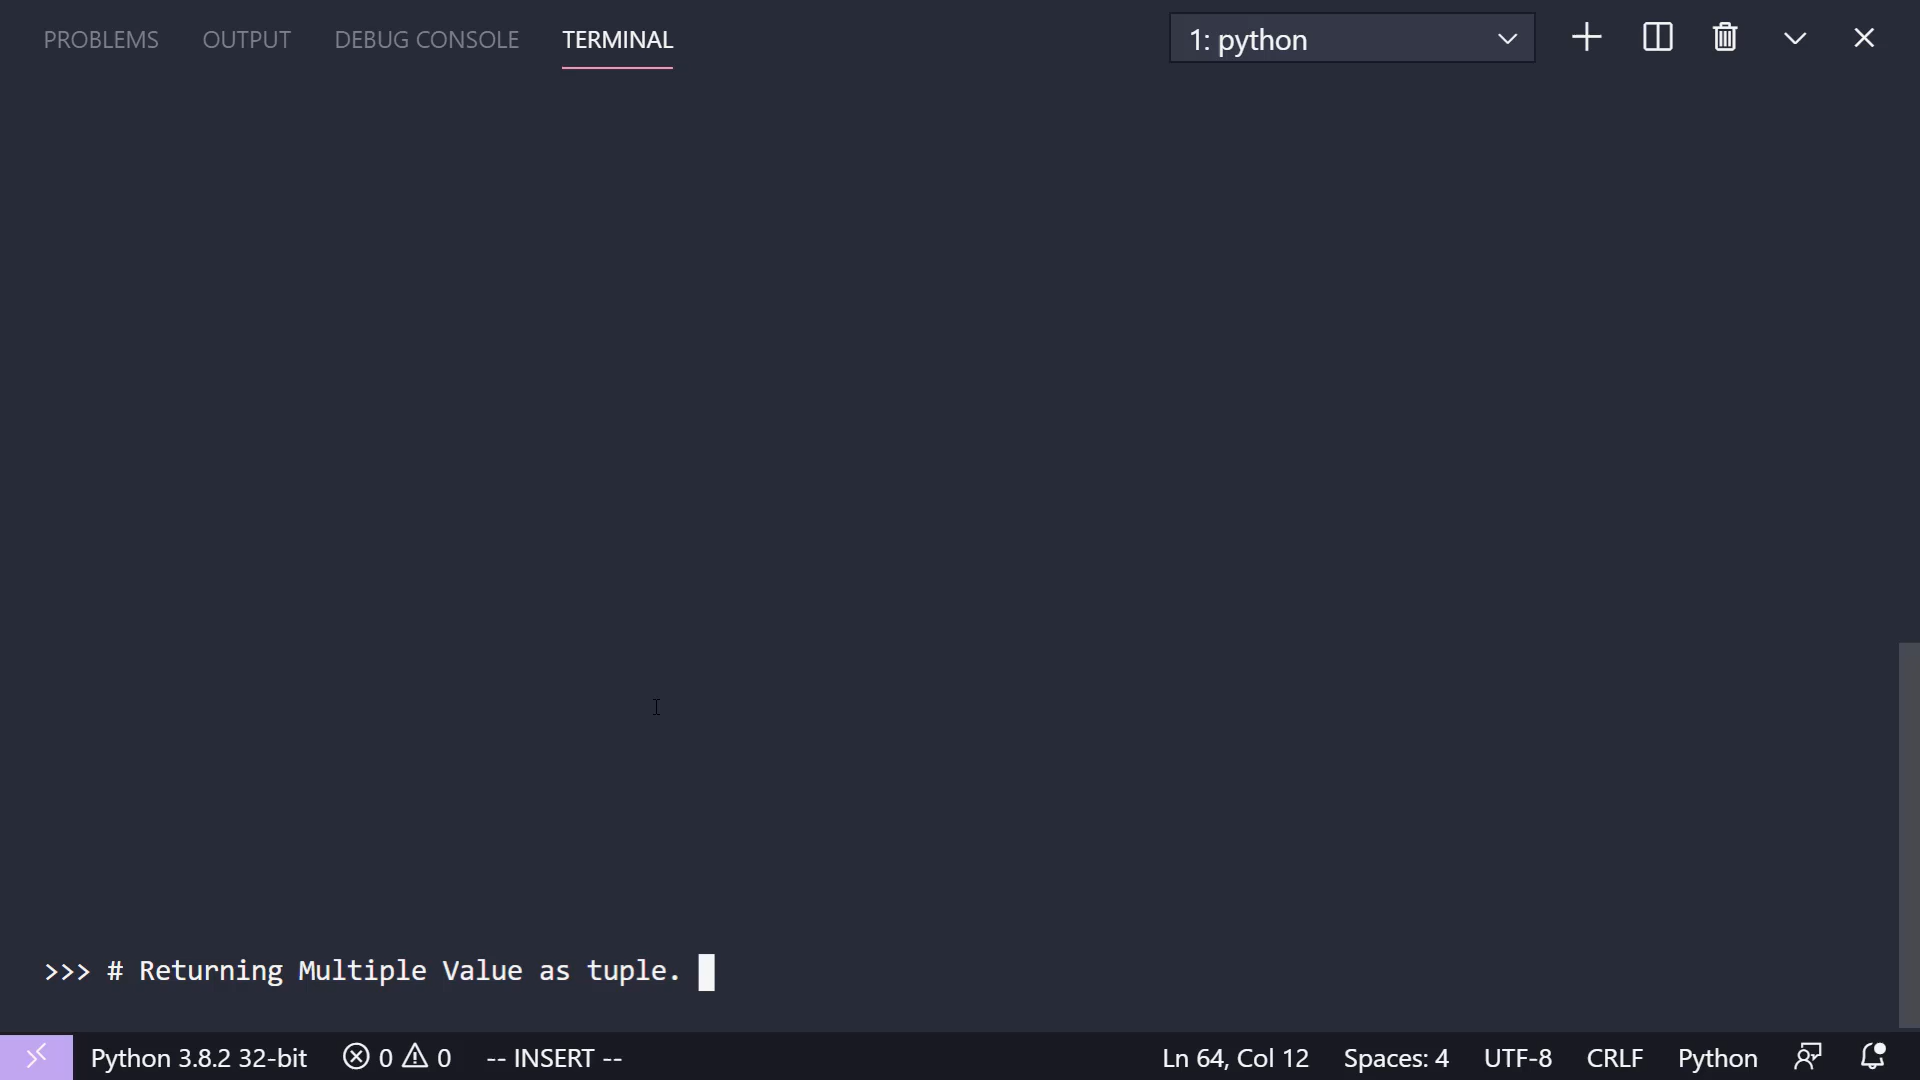 PROBLEMS OUTPUT DEBUG CONSOLE TERMINAL 1: python
>>> # Returning Multiple Value as tuple.
Python 3.8.2 32-bit 0 0 -- INSERT -- Ln 64, Col 12 Spaces: 4 UTF-8 CRLF Python